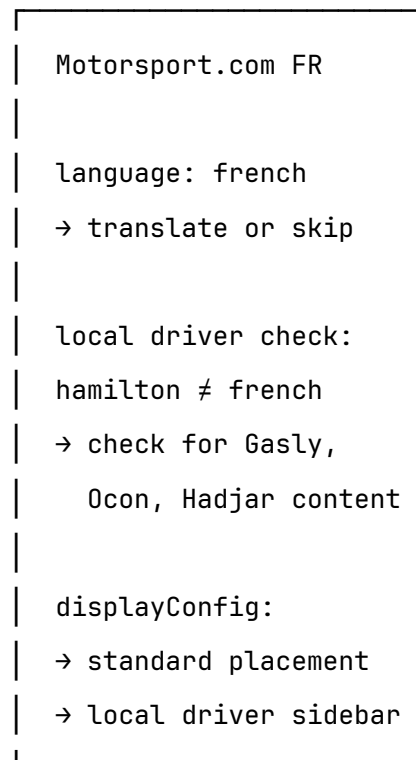 Motorsport.com FR
language: french
→ translate or skip
local driver check:
hamilton ≠ french
→ check for Gasly,
Ocon, Hadjar content
displayConfig:
→ standard placement
→ local driver sidebar